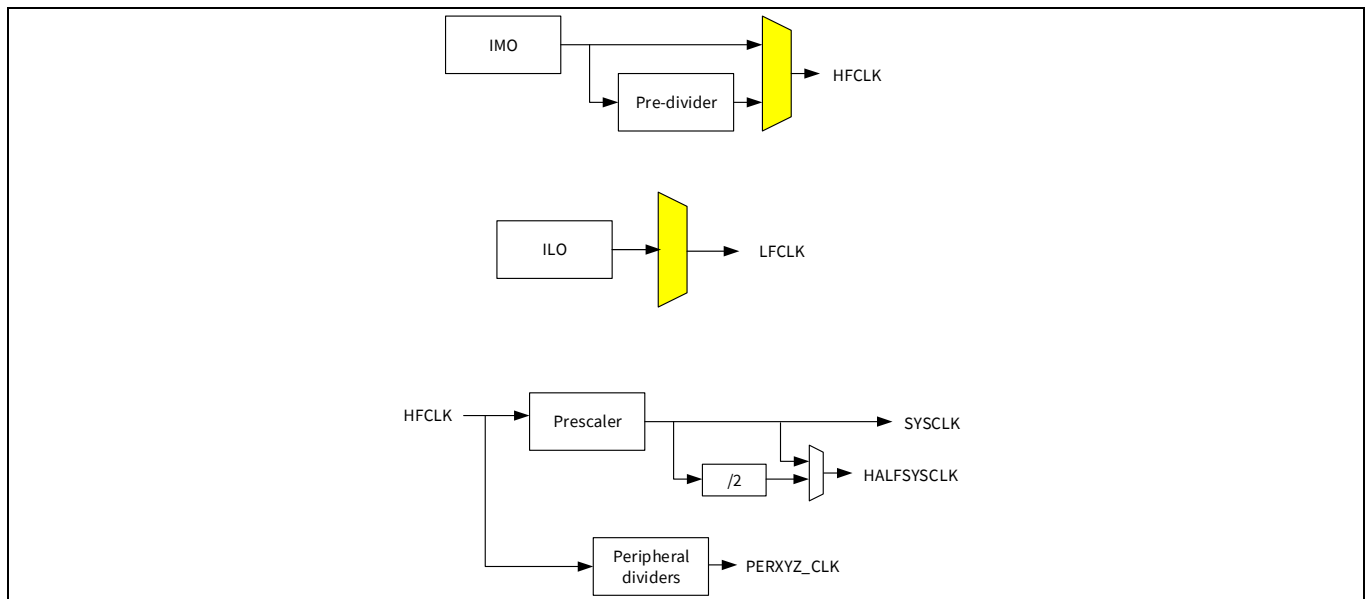 IMO
HFCLK
Pre-divider
ILO
LFCLK
HFCLK
Prescaler
SYSCLK
/2
HALFSYSCLK
Peripheral
dividers
PERXYZ_CLK